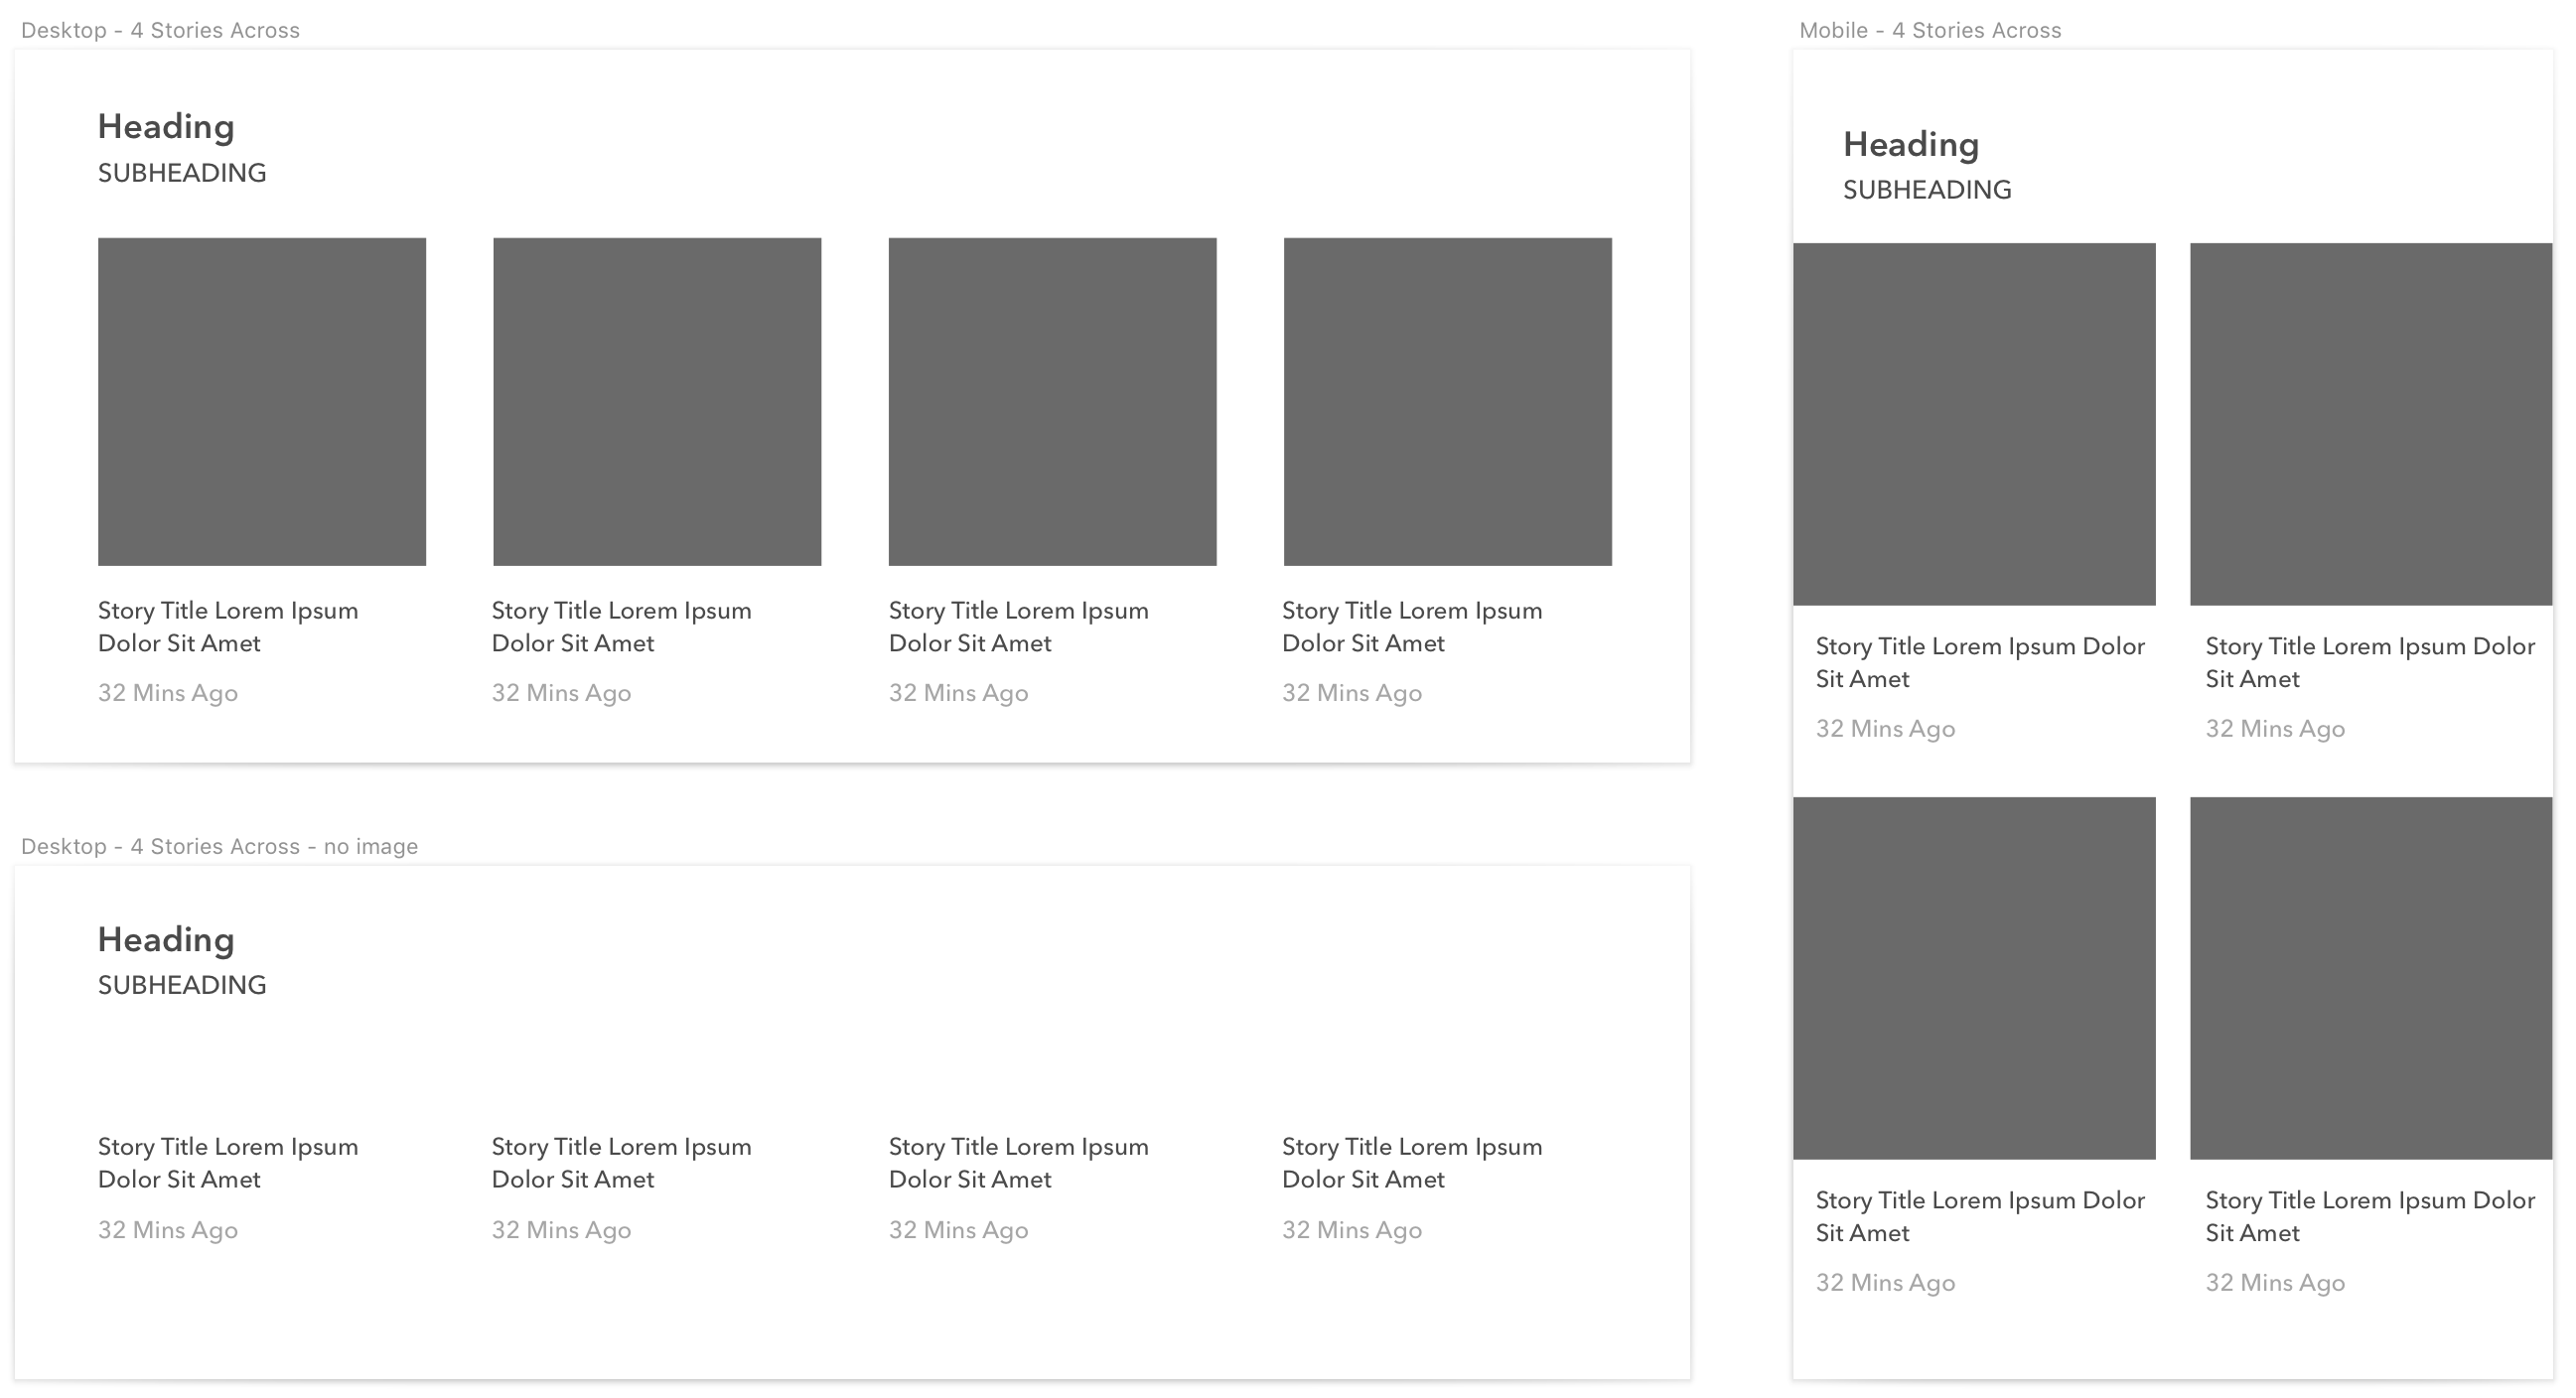 Desktop - 4 Stories Across
Heading
SUBHEADING
Story Title Lorem Ipsum
Dolor Sit Amet
32 Mins Ago
Story Title Lorem Ipsum
Dolor Sit Amet
32 Mins Ago
Story Title Lorem Ipsum
Dolor Sit Amet
32 Mins Ago
Story Title Lorem Ipsum
Dolor Sit Amet
32 Mins Ago
Desktop - 4 Stories Across - no image
Heading
SUBHEADING
Story Title Lorem Ipsum
Dolor Sit Amet
32 Mins Ago
Story Title Lorem Ipsum
Dolor Sit Amet
32 Mins Ago
Story Title Lorem Ipsum
Dolor Sit Amet
32 Mins Ago
Story Title Lorem Ipsum
Dolor Sit Amet
32 Mins Ago
Mobile - 4 Stories Across
Heading
SUBHEADING
Story Title Lorem Ipsum Dolor
Sit Amet
32 Mins Ago
Story Title Lorem Ipsum Dolor
Sit Amet
32 Mins Ago
Story Title Lorem Ipsum Dolor
Sit Amet
32 Mins Ago
Story Title Lorem Ipsum Dolor
Sit Amet
32 Mins Ago